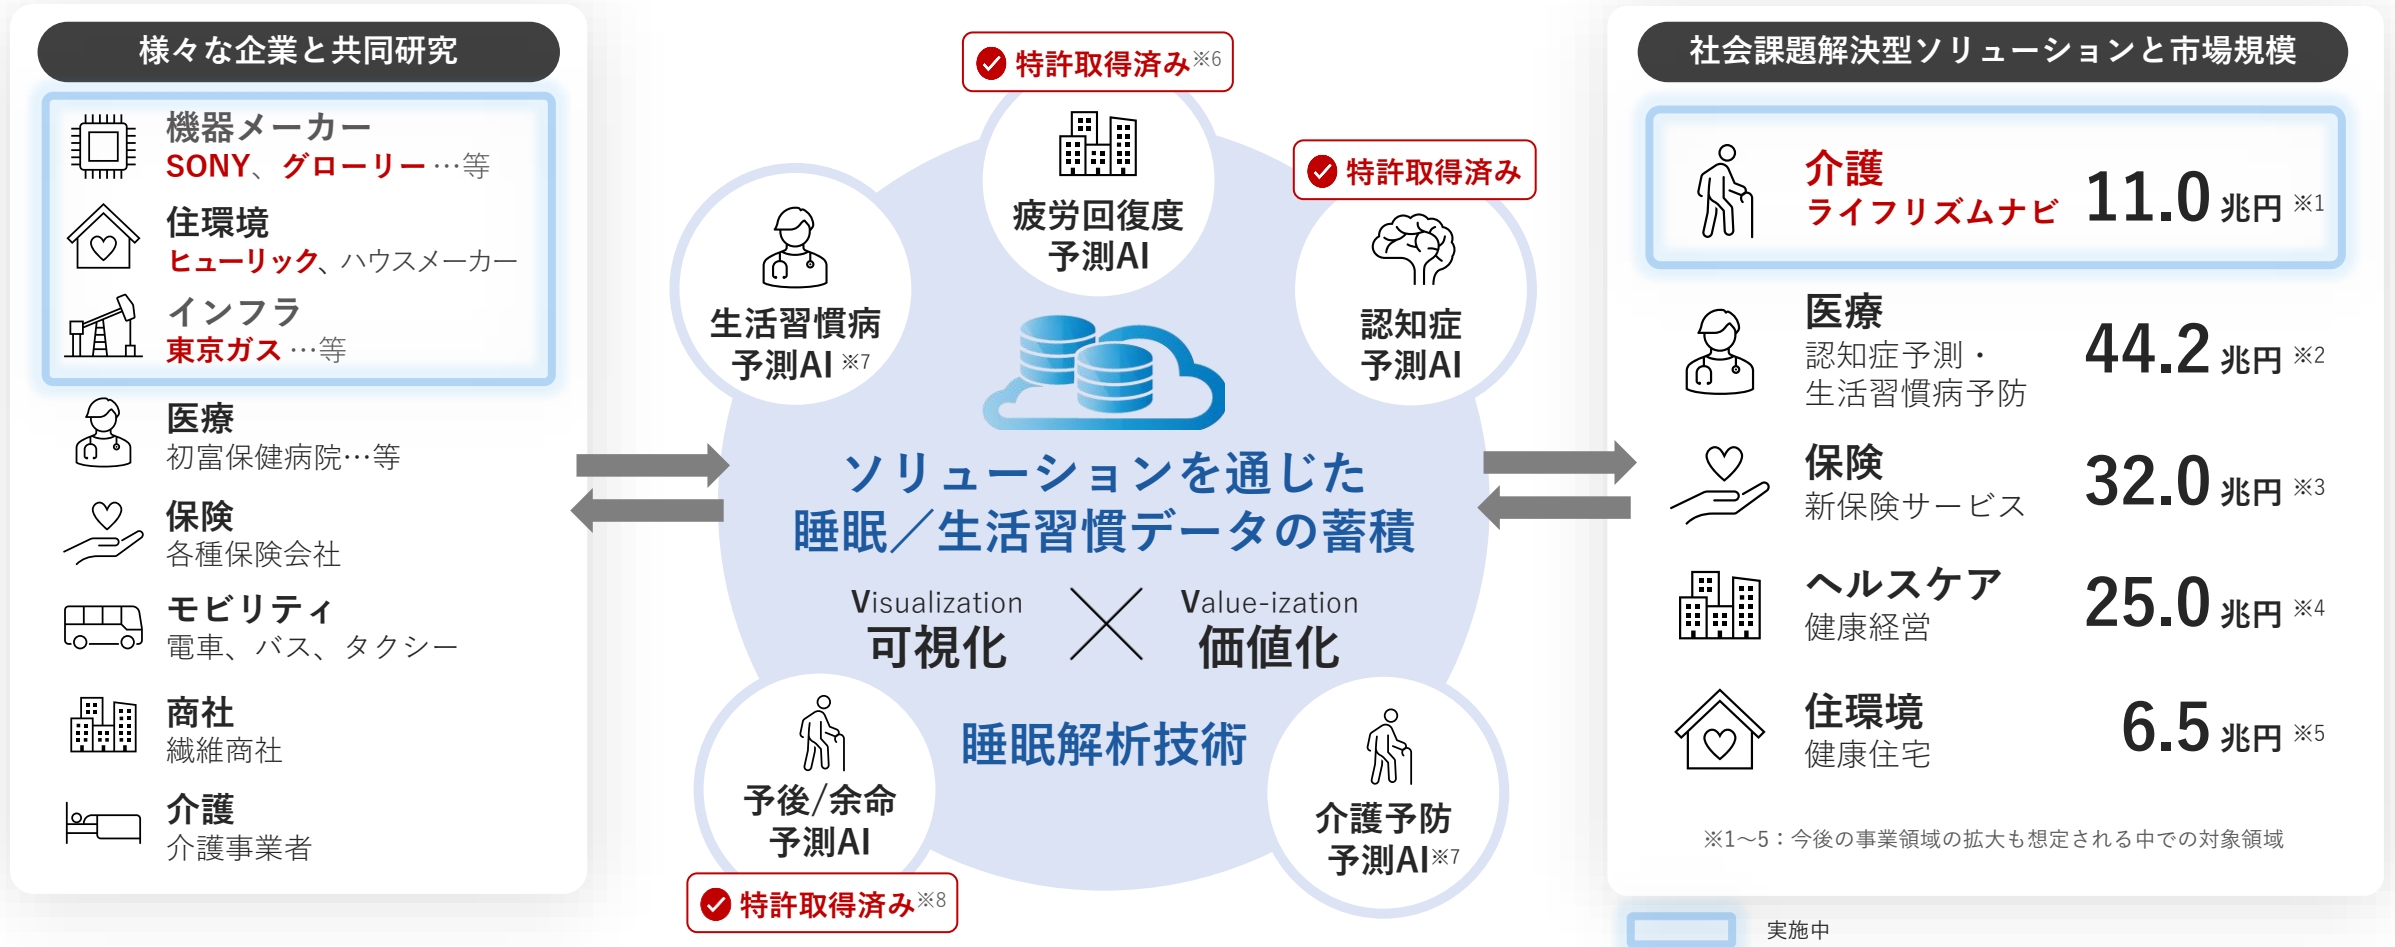 様々な企業と共同研究
機器メーカー
SONY、グローリー…等
住環境
ヒューリック、ハウスメーカー
インフラ
東京ガス…等
医療
初富保健病院…等
保険
各種保険会社
モビリティ
電車、バス、タクシー
商社
繊維商社
介護
介護事業者
特許取得済み※6
疲労回復度
予測AI
特許取得済み
認知症
予測AI
生活習慣病
予測AI※7
ソリューションを通じた
睡眠／生活習慣データの蓄積
Visualization
可視化
Value-ization
価値化
睡眠解析技術
予後/余命
予測AI
特許取得済み※8
介護予防
予測AI※7
社会課題解決型ソリューションと市場規模
介護
ライフリズムナビ
11.0兆円※1
医療
認知症予測・
生活習慣病予防
44.2兆円※2
保険
新保険サービス
32.0兆円※3
ヘルスケア
健康経営
25.0兆円※4
住環境
健康住宅
6.5兆円※5
※1〜5：今後の事業領域の拡大も想定される中での対象領域
実施中